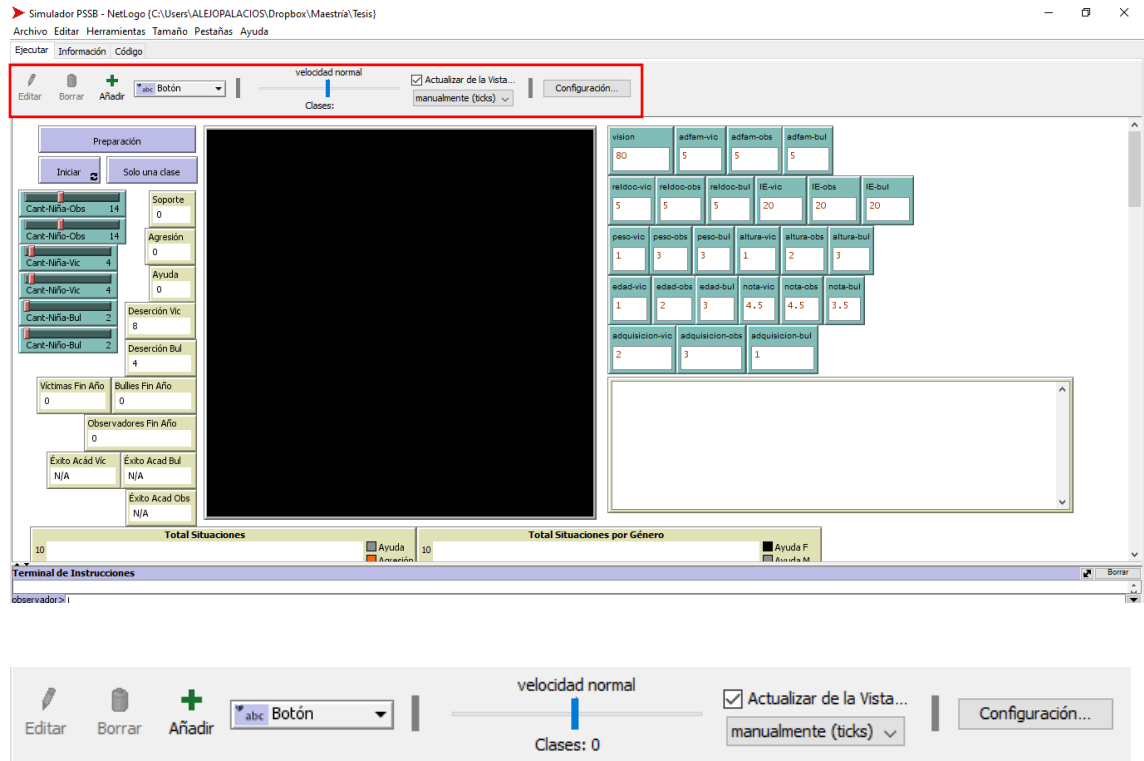 Simulador PSSB - NetLogo {C:\Users\ALEJOPALACIOS\Dropbox\Maestría\Tesis}
Archivo Editar Herramientas Tamaño Pestañas Ayuda
Ejecutar Información Código
Editar Borrar Añadir abc Botón
velocidad normal
Clases:
Actualizar de la Vista...
manualmente (ticks)
Configuración...
Preparación
Iniciar Solo una clase
Cant-Niña-Obs 14
Cant-Niño-Obs 14
Cant-Niña-Vic 4
Cant-Niño-Vic 4
Cant-Niña-Bul 2
Cant-Niño-Bul 2
Soporte
0
Agresión
0
Ayuda
0
Deserción Vic
8
Deserción Bul
4
Víctimas Fin Año Bullies Fin Año
0 0
Observadores Fin Año
0
Éxito Acád Vic Éxito Acad Bul
N/A N/A
Éxito Acad Obs
N/A
vision adfam-vic adfam-obs adfam-bul
80 5 5 5
reldoc-vic reldoc-obs reldoc-bul IE-vic IE-obs IE-bul
5 5 5 20 20 20
peso-vic peso-obs peso-bul altura-vic altura-obs altura-bul
1 3 3 1 2 3
edad-vic edad-obs edad-bul nota-vic nota-obs nota-bul
1 2 3 4.5 4.5 3.5
adquisicion-vic adquisicion-obs adquisicion-bul
2 3 1
Total Situaciones
10
Ayuda
Agresión
Total Situaciones por Género
10
Ayuda F
Ayuda M
Terminal de Instrucciones
Borrar
observador>
Editar Borrar Añadir abc Botón
velocidad normal
Clases: 0
Actualizar de la Vista...
manualmente (ticks)
Configuración...